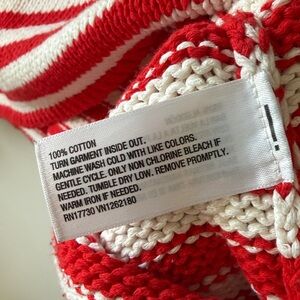 100% COTTON
TURN GARMENT INSIDE OUT.
MACHINE WASH COLD WITH LIKE COLORS.
GENTLE CYCLE. ONLY NON CHLORINE BLEACH IF
NEEDED. TUMBLE DRY LOW. REMOVE PROMPTLY.
WARM IRON IF NEEDED.
RN17730 VN1262180